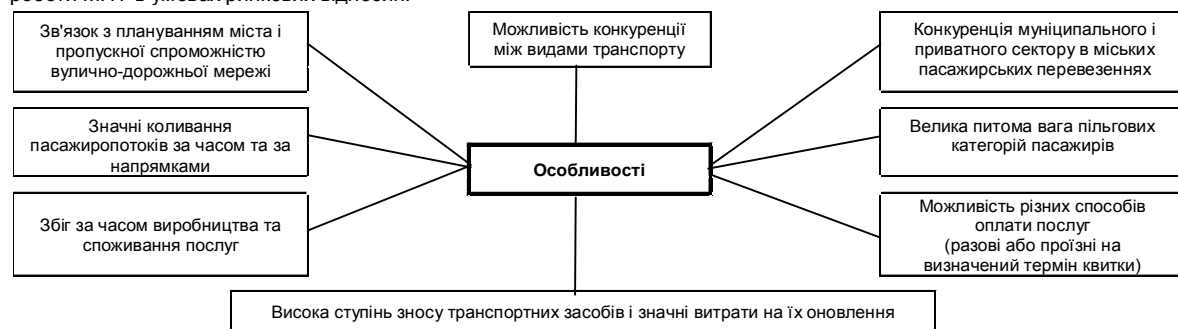 в умовах ринкових відносин.
Зв'язок з плануванням міста і
пропускної спроможністю
вулично-дорожньої мережі
Можливість конкуренції
між видами транспорту
Конкуренція муніципального і
приватного сектору в міських
пасажирських перевезеннях
Значні коливання
пасажиропотоків за часом та за
напрямками
Особливості
Велика питома вага пільгових
категорій пасажирів
Збіг за часом виробництва та
споживання послуг
Можливість різних способів
оплати послуг
(разові або проїзні на
визначений термін квитки)
Висока ступінь зносу транспортних засобів і значні витрати на їх оновлення